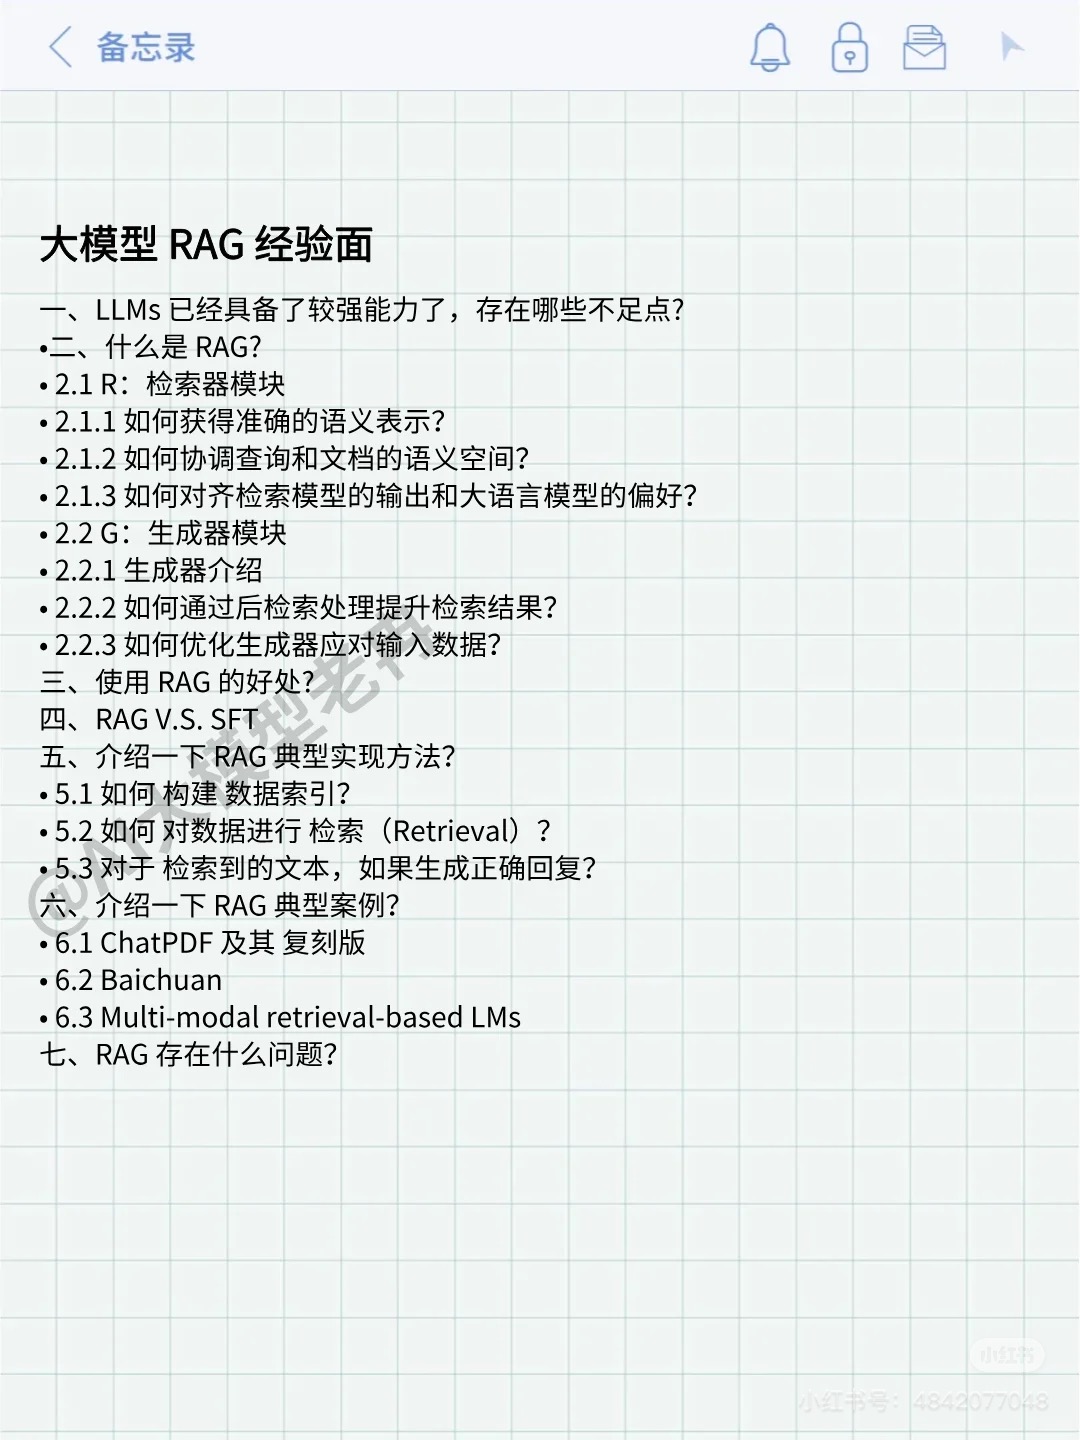 备忘录
大模型 RAG 经验面
一、LLMs 已经具备了较强能力了，存在哪些不足点?
•二、什么是 RAG?
• 2.1 R：检索器模块
• 2.1.1 如何获得准确的语义表示？
• 2.1.2 如何协调查询和文档的语义空间？
• 2.1.3 如何对齐检索模型的输出和大语言模型的偏好？
• 2.2 G：生成器模块
• 2.2.1 生成器介绍
• 2.2.2 如何通过后检索处理提升检索结果？
• 2.2.3 如何优化生成器应对输入数据？
三、使用 RAG 的好处?
四、RAG V.S. SFT
五、介绍一下 RAG 典型实现方法？
• 5.1 如何 构建 数据索引？
• 5.2 如何 对数据进行 检索（Retrieval）？
• 5.3 对于 检索到的文本，如果生成正确回复？
六、介绍一下 RAG 典型案例？
• 6.1 ChatPDF 及其 复刻版
• 6.2 Baichuan
• 6.3 Multi-modal retrieval-based LMs
七、RAG 存在什么问题？
@AI大模型老冉
小红书
小红书号：4842077048